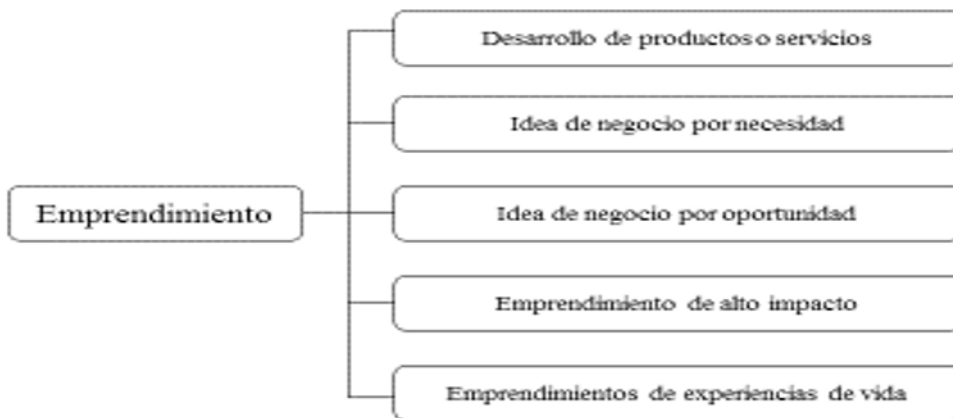 Desarrollo de productos o servicios
Idea de negocio por necesidad
Emprendimiento
Idea de negocio por oportunidad
Emprendimiento de alto impacto
Emprendimientos de experiencias de vida